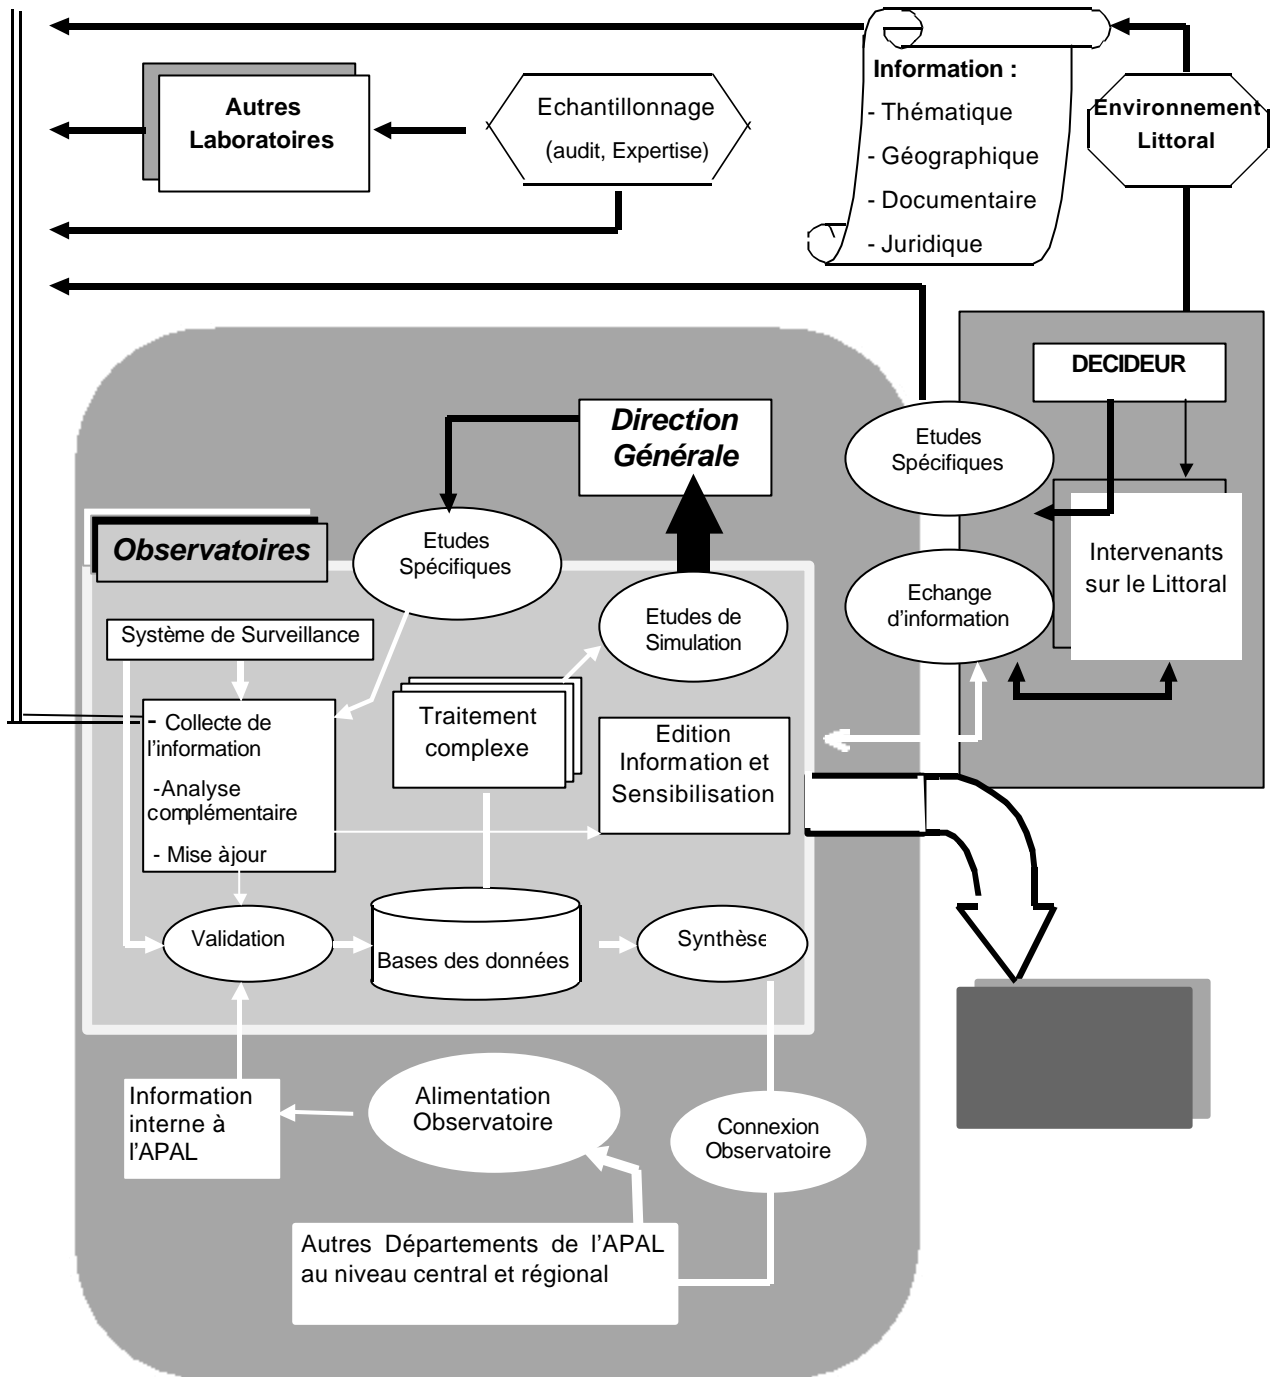 Information :
- Thématique
- Géographique
- Documentaire
- Juridique
Autres
Laboratoires
Echantillonnage
(audit, Expertise)
Environnement
Littoral
DECIDEUR
Etudes
Spécifiques
Intervenants
sur le Littoral
Echange
d'information
Direction
Générale
Observatoires
Etudes
Spécifiques
Etudes de
Simulation
Système de Surveillance
- Collecte de
l'information
-Analyse
complémentaire
- Mise àjour
Traitement
complexe
Edition
Information et
Sensibilisation
Validation
Bases des données
Synthèse
Information
interne à
l'APAL
Alimentation
Observatoire
Connexion
Observatoire
Autres Départements de l'APAL
au niveau central et régional